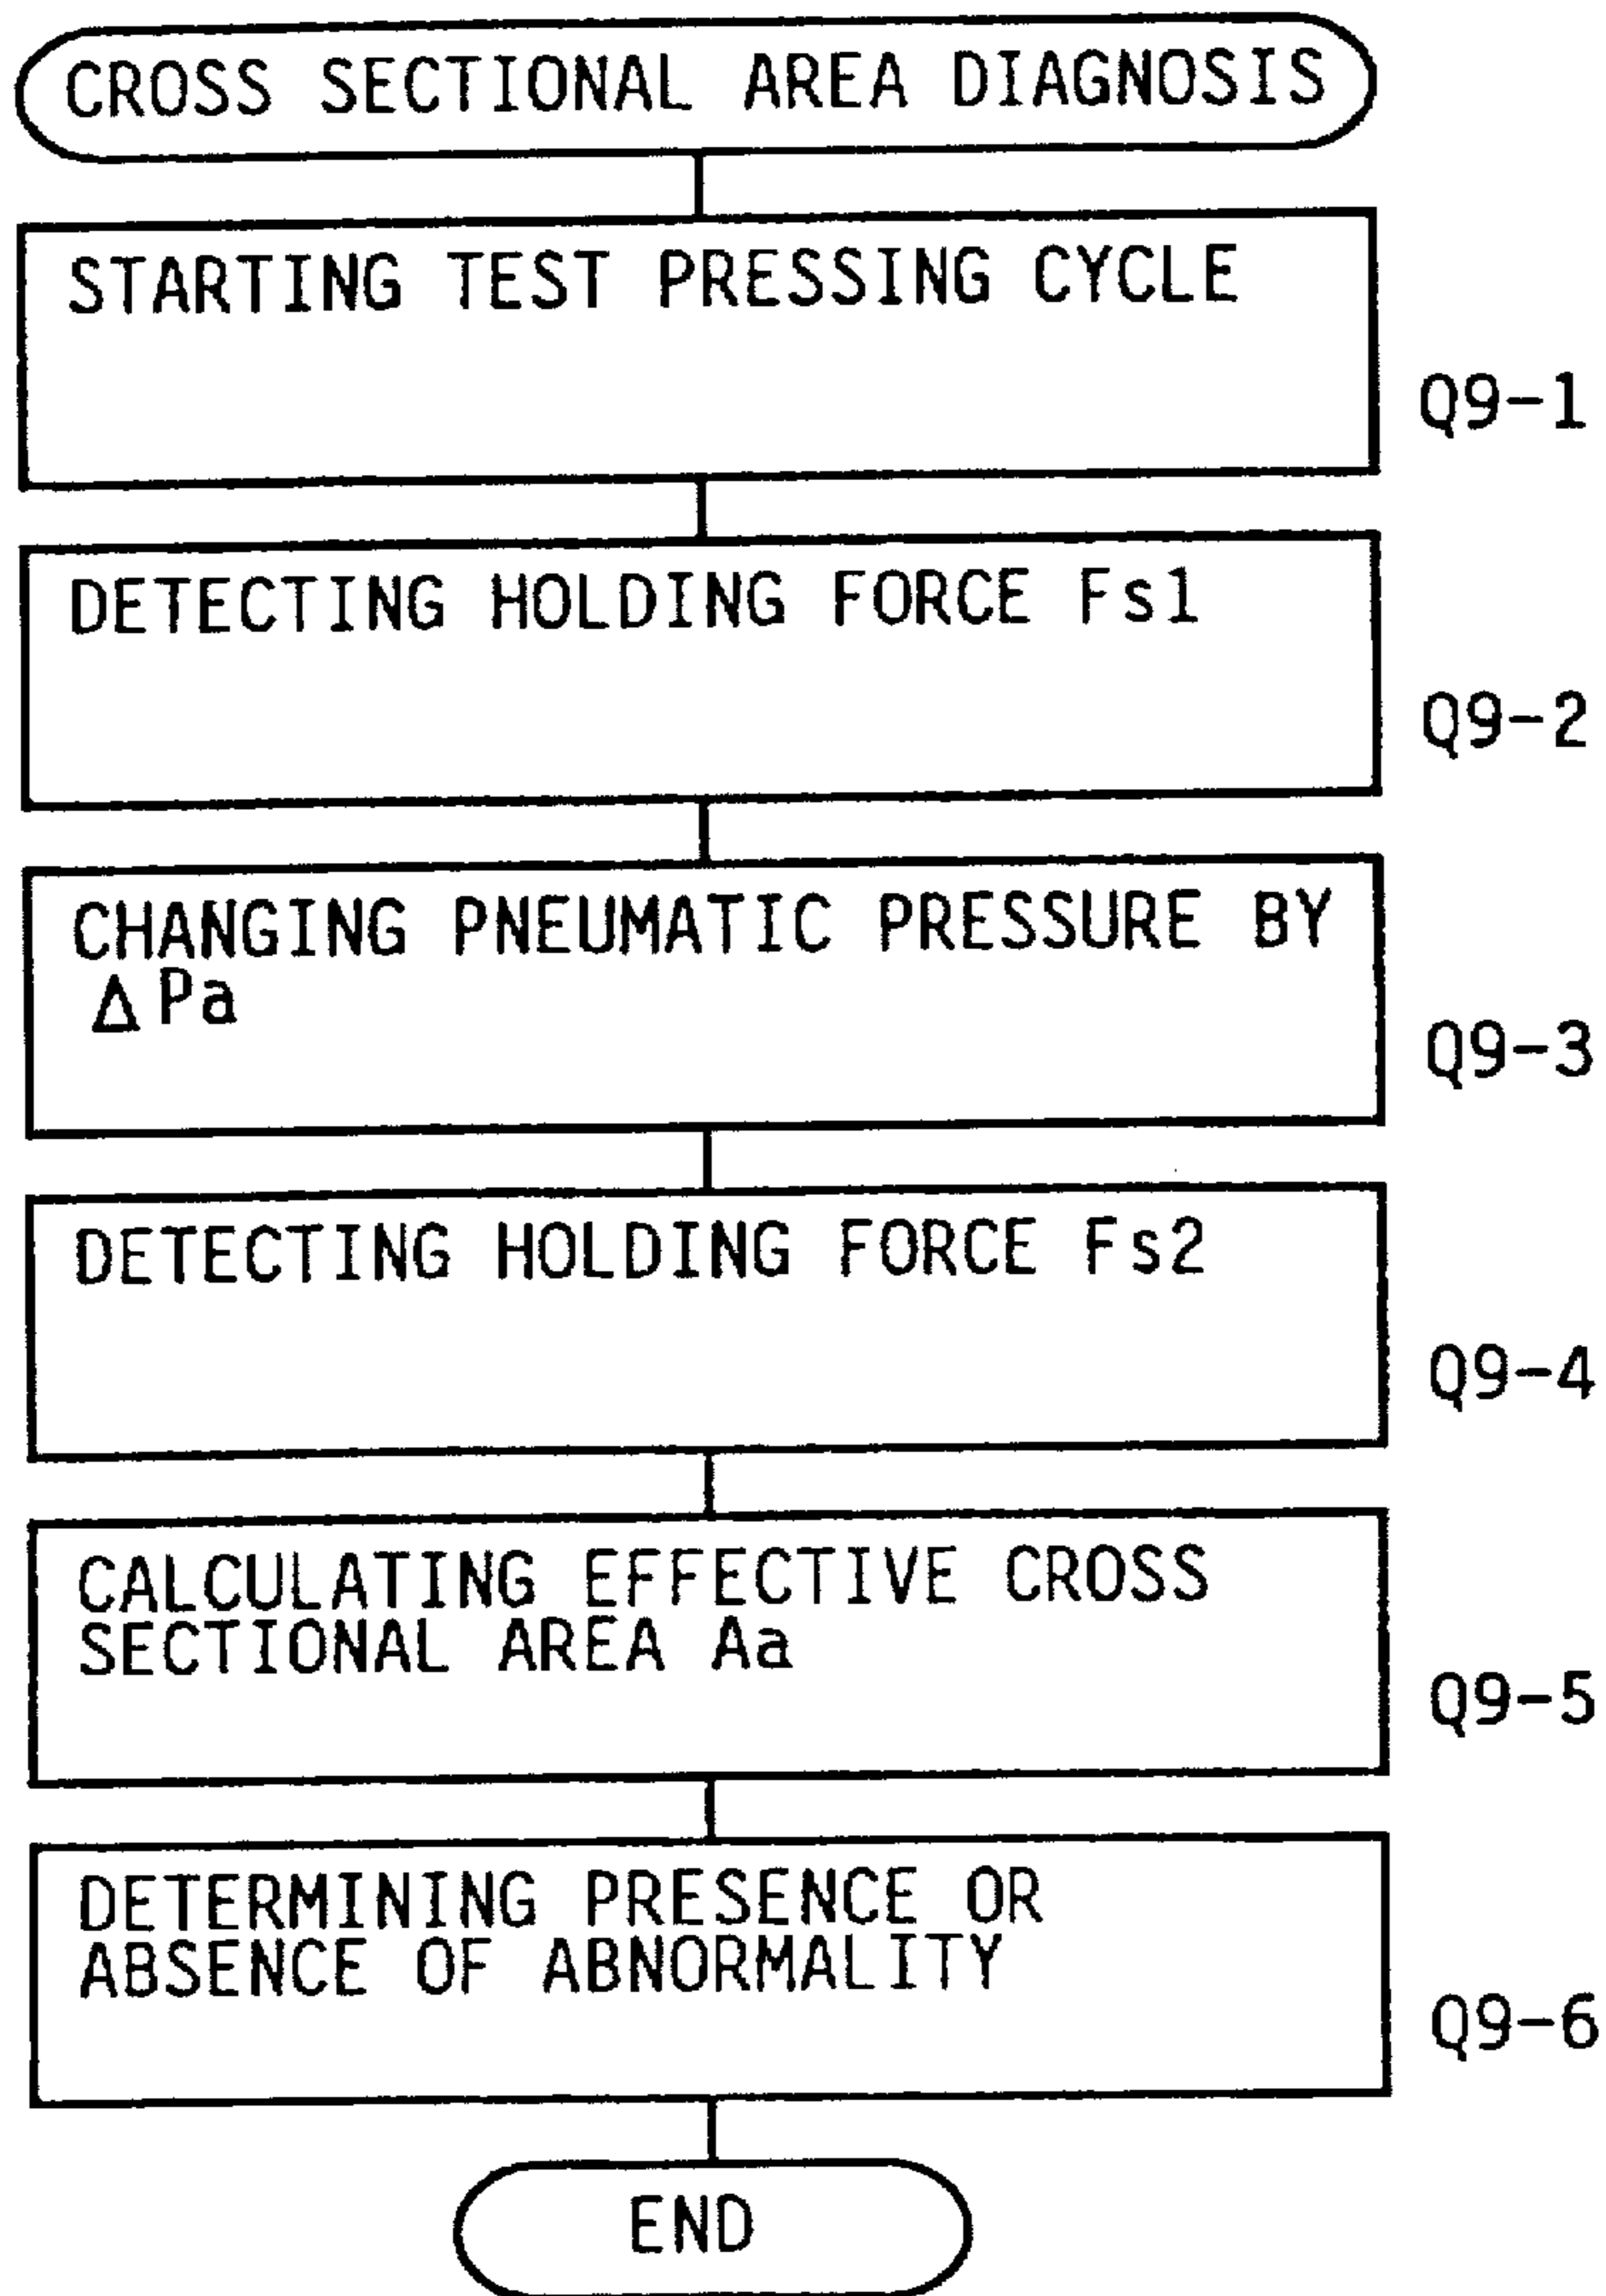 CROSS SECTIONAL AREA DIAGNOSIS
STARTING TEST PRESSING CYCLE
Q9-1
DETECTING HOLDING FORCE Fs1
Q9-2
CHANGING PNEUMATIC PRESSURE BY
ΔPa
Q9-3
DETECTING HOLDING FORCE Fs2
Q9-4
CALCULATING EFFECTIVE CROSS
SECTIONAL AREA Aa
Q9-5
DETERMINING PRESENCE OR
ABSENCE OF ABNORMALITY
Q9-6
END